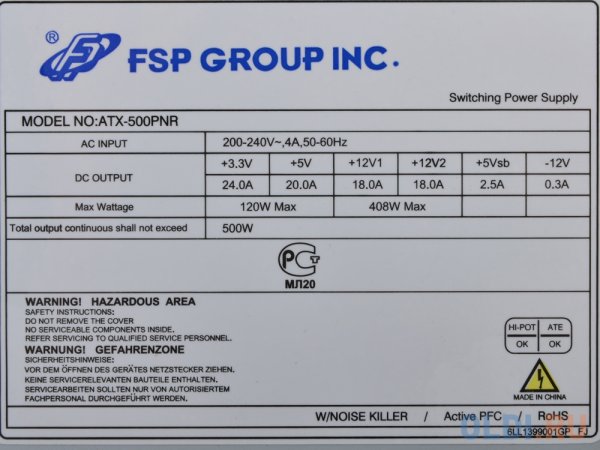 ®
FSP GROUP INC.
Switching Power Supply
MODEL NO:ATX-500PNR
AC INPUT 200-240V~,4A,50-60Hz
DC OUTPUT +3.3V +5V +12V1 +12V2 +5Vsb -12V
24.0A 20.0A 18.0A 18.0A 2.5A 0.3A
Max Wattage 120W Max 408W Max
Total output continuous shall not exceed 500W
РСТ
МЛ20
WARNING! HAZARDOUS AREA
SAFETY INSTRUCTIONS:
DO NOT REMOVE THE COVER
NO SERVICEABLE COMPONENTS INSIDE.
REFER SERVICING TO QUALIFIED SERVICE PERSONNEL.
WARNUNG! GEFAHRENZONE
SICHERHEITSHINWEISE:
VOR DEM ÖFFNEN DES GERÄTES NETZSTECKER ZIEHEN.
KEINE SERVICERELEVANTEN BAUTEILE ENTHALTEN.
SERVICEARBEITEN SOLLTEN NUR VON AUTORISIERTEM
FACHPERSONAL DURCHGEFÜHRT WERDEN.
HI-POT ATE
OK OK
MADE IN CHINA
W/NOISE KILLER / Active PFC / RoHS
6LL1399001GP FJ
OLDI.RU